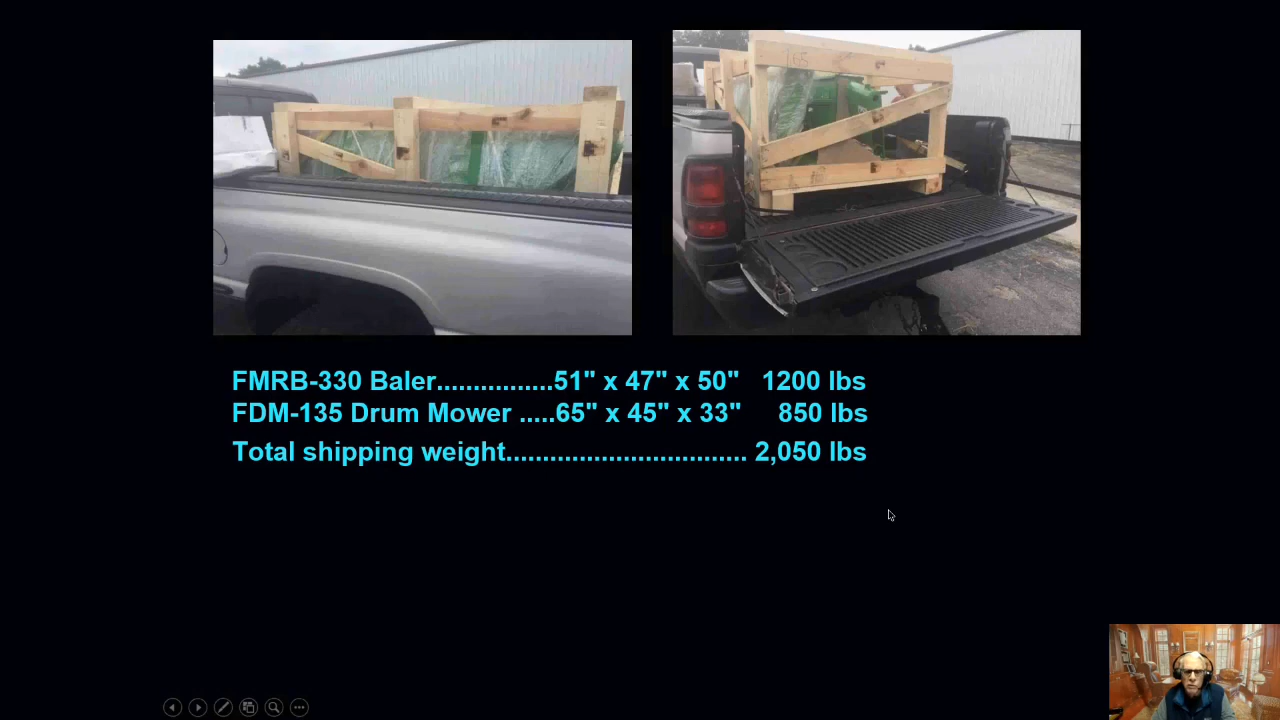 FMRB-330 Baler................51" x 47" x 50" 1200 lbs
FDM-135 Drum Mower .....65" x 45" x 33" 850 lbs
Total shipping weight................................. 2,050 lbs